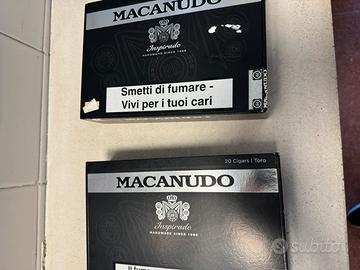 MACANUDO
Inspirado
HANDMADE SINCE 1968
Smetti di fumare -
Vivi per i tuoi cari
MACANUDO
20 Cigars | Toro
MACANUDO
Inspirado
HANDMADE SINCE 1968
subito